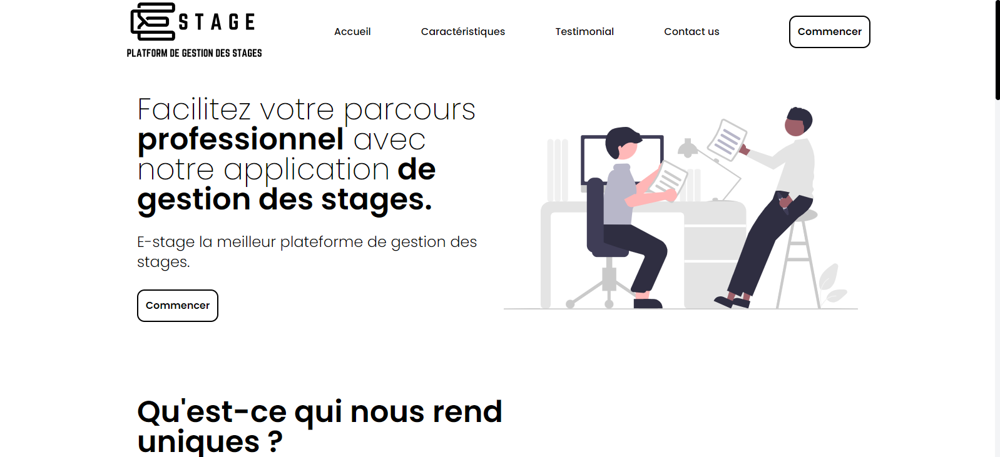 STAGE
PLATFORM DE GESTION DES STAGES
Accueil
Caractéristiques
Testimonial
Contact us
Commencer
Facilitez votre parcours
professionnel avec
notre application de
gestion des stages.
E-stage la meilleur plateforme de gestion des
stages.
Commencer
Qu'est-ce qui nous rend
uniques ?